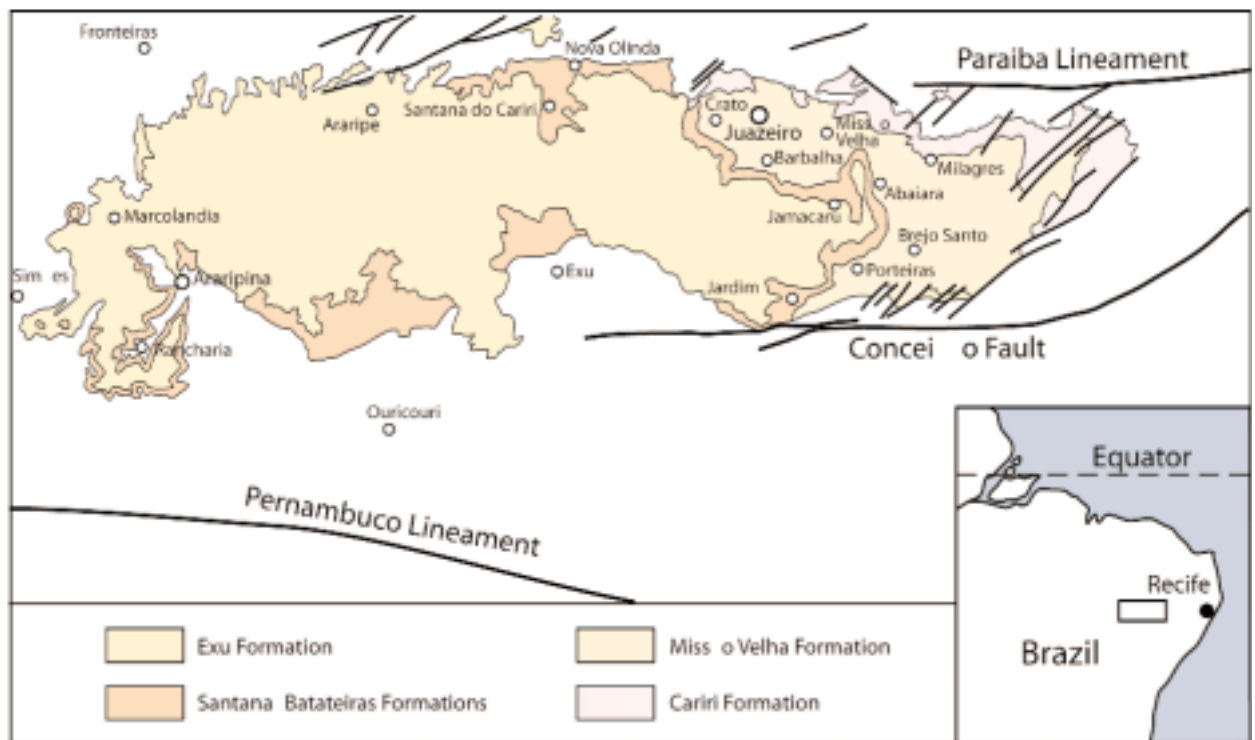 Fronteiras
Nova Olinda
Paraiba Lineament
Santana do Cariri
Araripe
Crato
Juazeiro
Miss o
Velha
Barbalha
Milagres
Abaiara
Marcolandia
Jamacaru
Brejo Santo
Sim es
Araripina
Exu
Porteiras
Jardim
Rancharia
Concei o Fault
Ouricouri
Pernambuco Lineament
Equator
Recife
Brazil
Exu Formation
Miss o Velha Formation
Santana Batateiras Formations
Cariri Formation